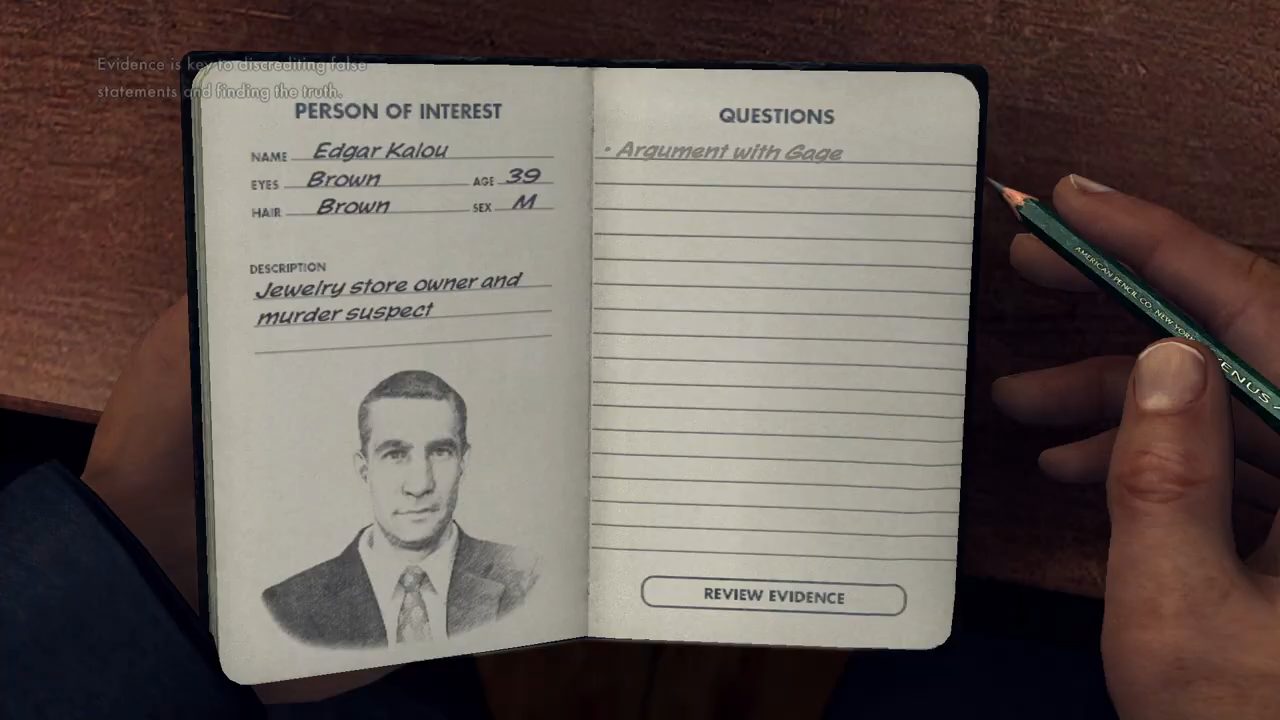 Evidence is key to discrediting false
statements and finding the truth.
PERSON OF INTEREST
NAME Edgar Kalou
EYES Brown AGE 39
HAIR Brown SEX M
DESCRIPTION
Jewelry store owner and
murder suspect
QUESTIONS
• Argument with Gage
REVIEW EVIDENCE
AMERICAN PENCIL CO. NEW YORK
VENUS